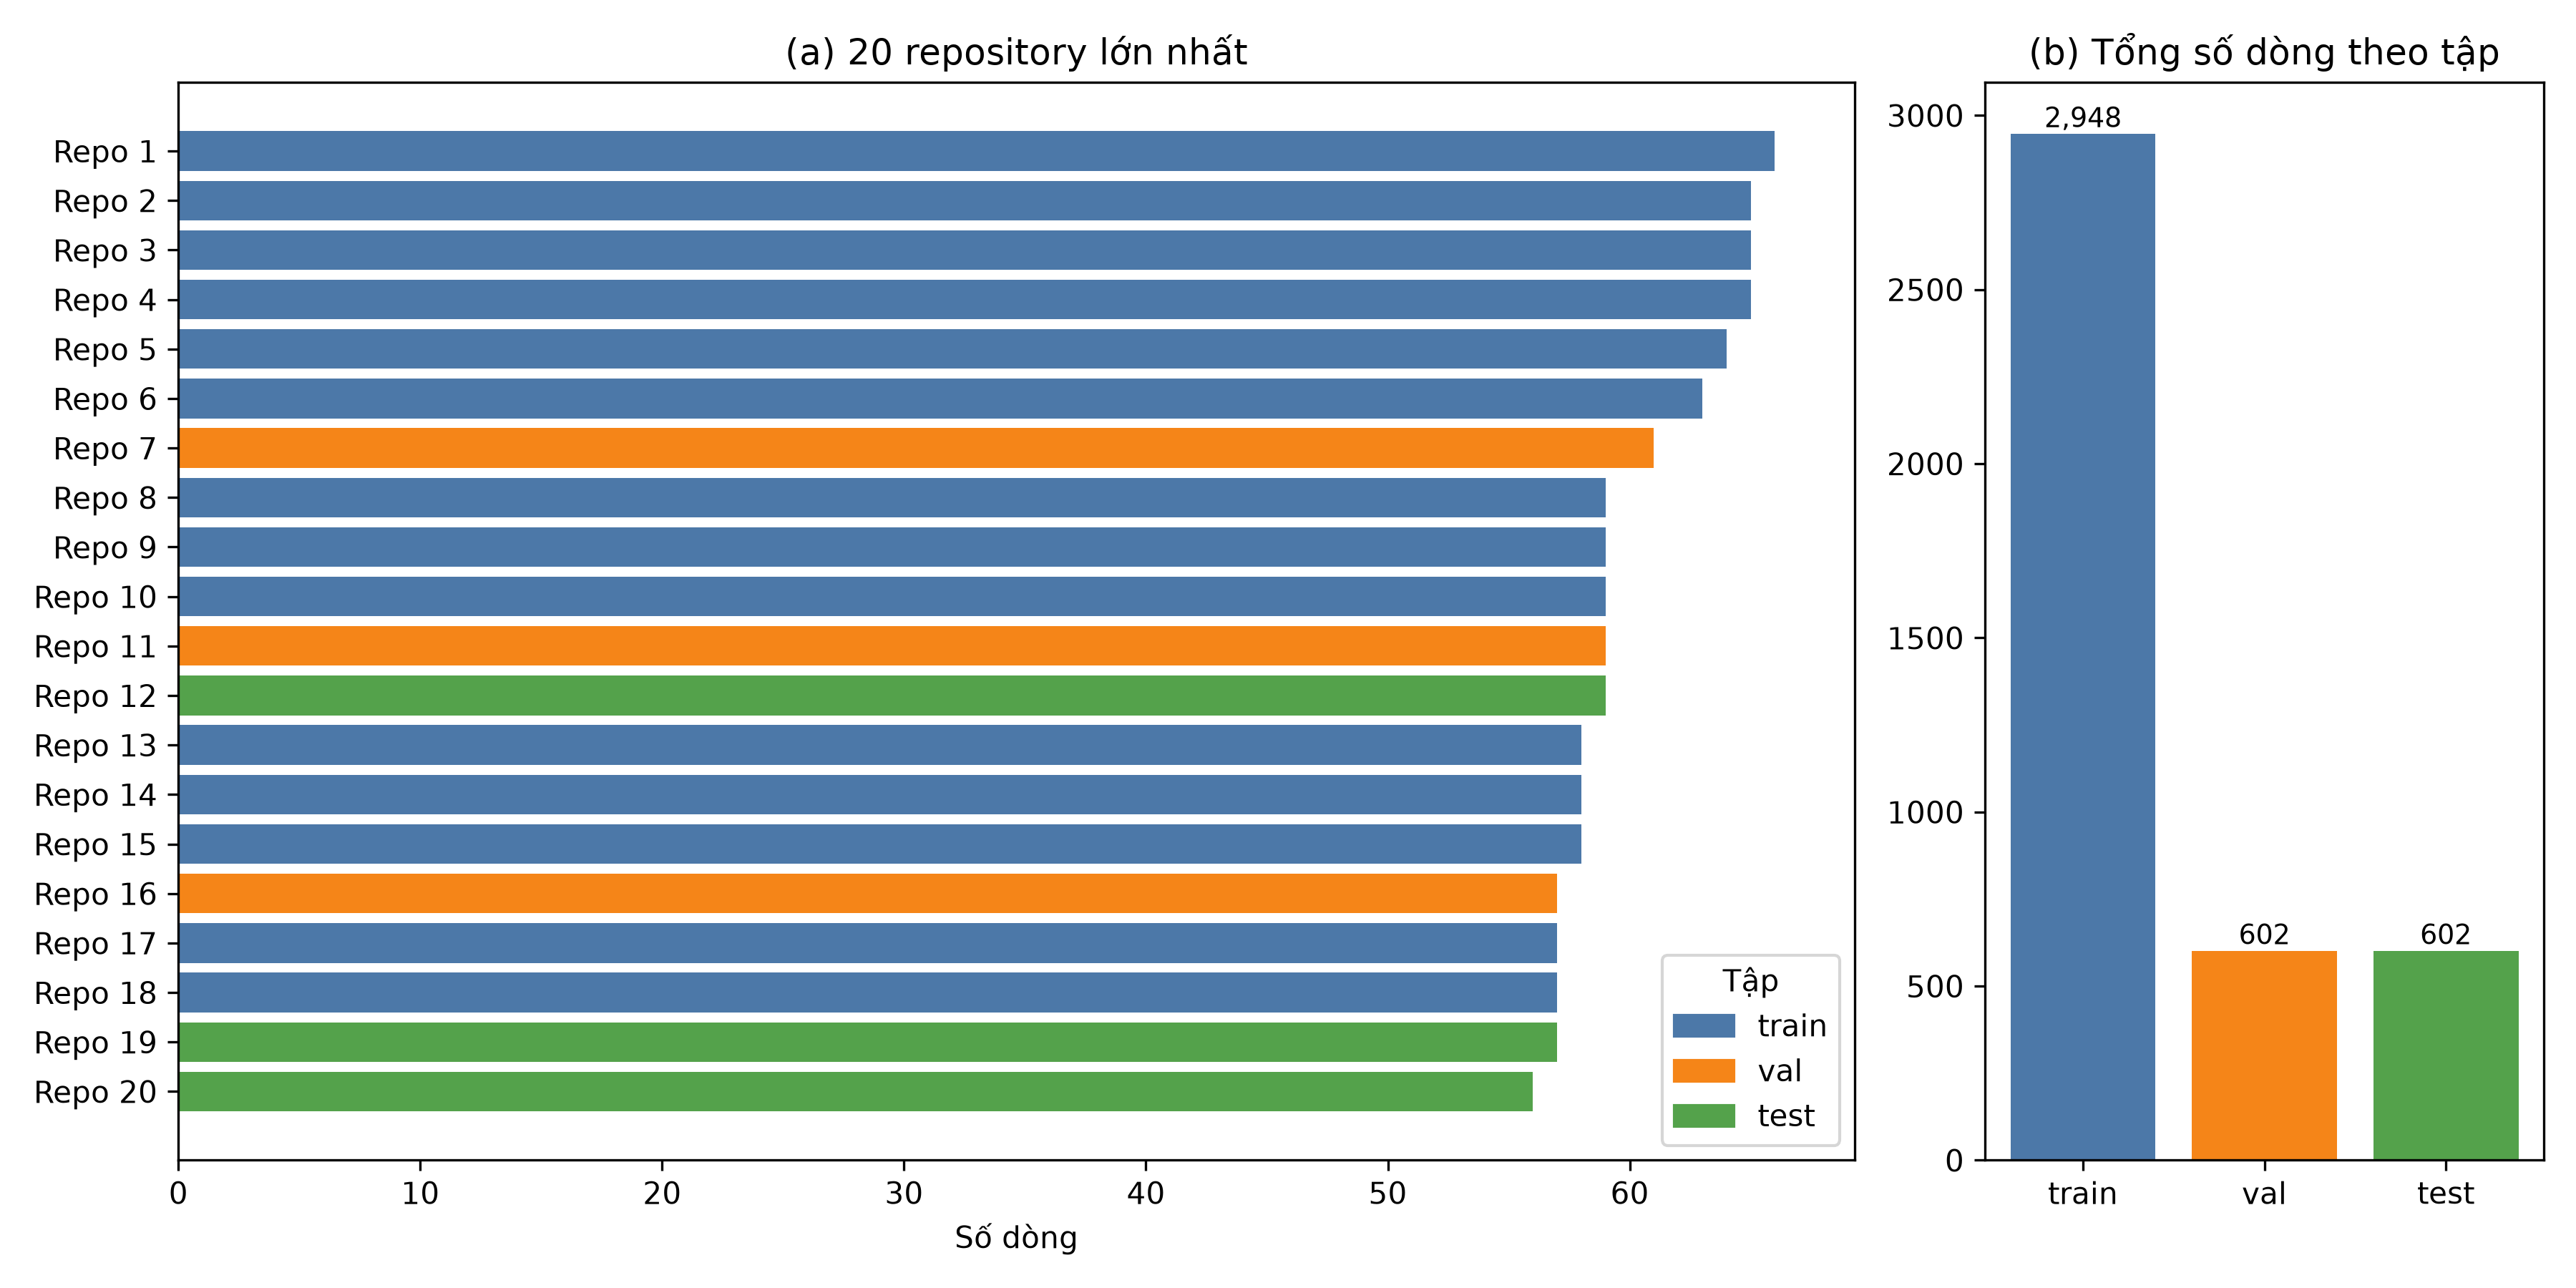 (a) 20 repository lớn nhất
Repo 1
Repo 2
Repo 3
Repo 4
Repo 5
Repo 6
Repo 7
Repo 8
Repo 9
Repo 10
Repo 11
Repo 12
Repo 13
Repo 14
Repo 15
Repo 16
Repo 17
Repo 18
Repo 19
Repo 20
0 10 20 30 40 50 60
Số dòng
Tập
train
val
test
(b) Tổng số dòng theo tập
3000
2500
2000
1500
1000
500
0
2,948
602
602
train val test